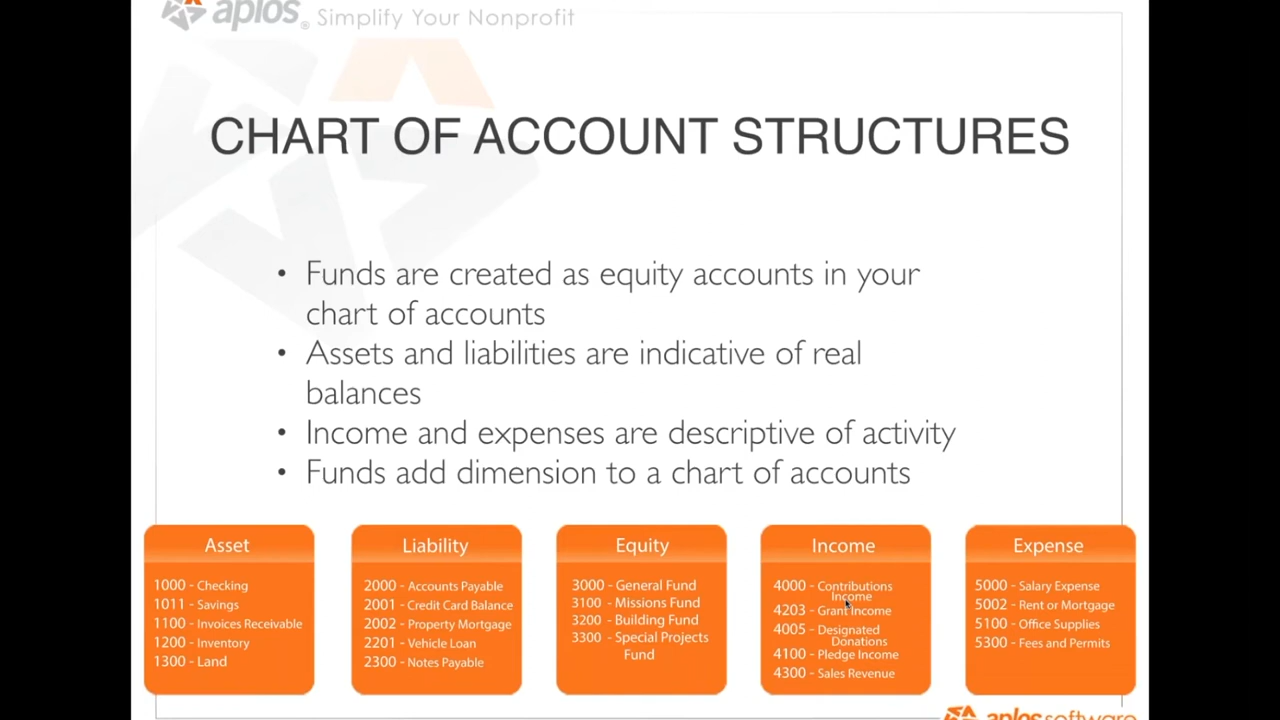 aplos® Simplify Your Nonprofit
CHART OF ACCOUNT STRUCTURES
• Funds are created as equity accounts in your
chart of accounts
• Assets and liabilities are indicative of real
balances
• Income and expenses are descriptive of activity
• Funds add dimension to a chart of accounts
Asset
1000 - Checking
1011 - Savings
1100 - Invoices Receivable
1200 - Inventory
1300 - Land
Liability
2000 - Accounts Payable
2001 - Credit Card Balance
2002 - Property Mortgage
2201 - Vehicle Loan
2300 - Notes Payable
Equity
3000 - General Fund
3100 - Missions Fund
3200 - Building Fund
3300 - Special Projects
Fund
Income
4000 - Contributions
Income
4203 - Grant Income
4005 - Designated
Donations
4100 - Pledge Income
4300 - Sales Revenue
Expense
5000 - Salary Expense
5002 - Rent or Mortgage
5100 - Office Supplies
5300 - Fees and Permits
aplos software